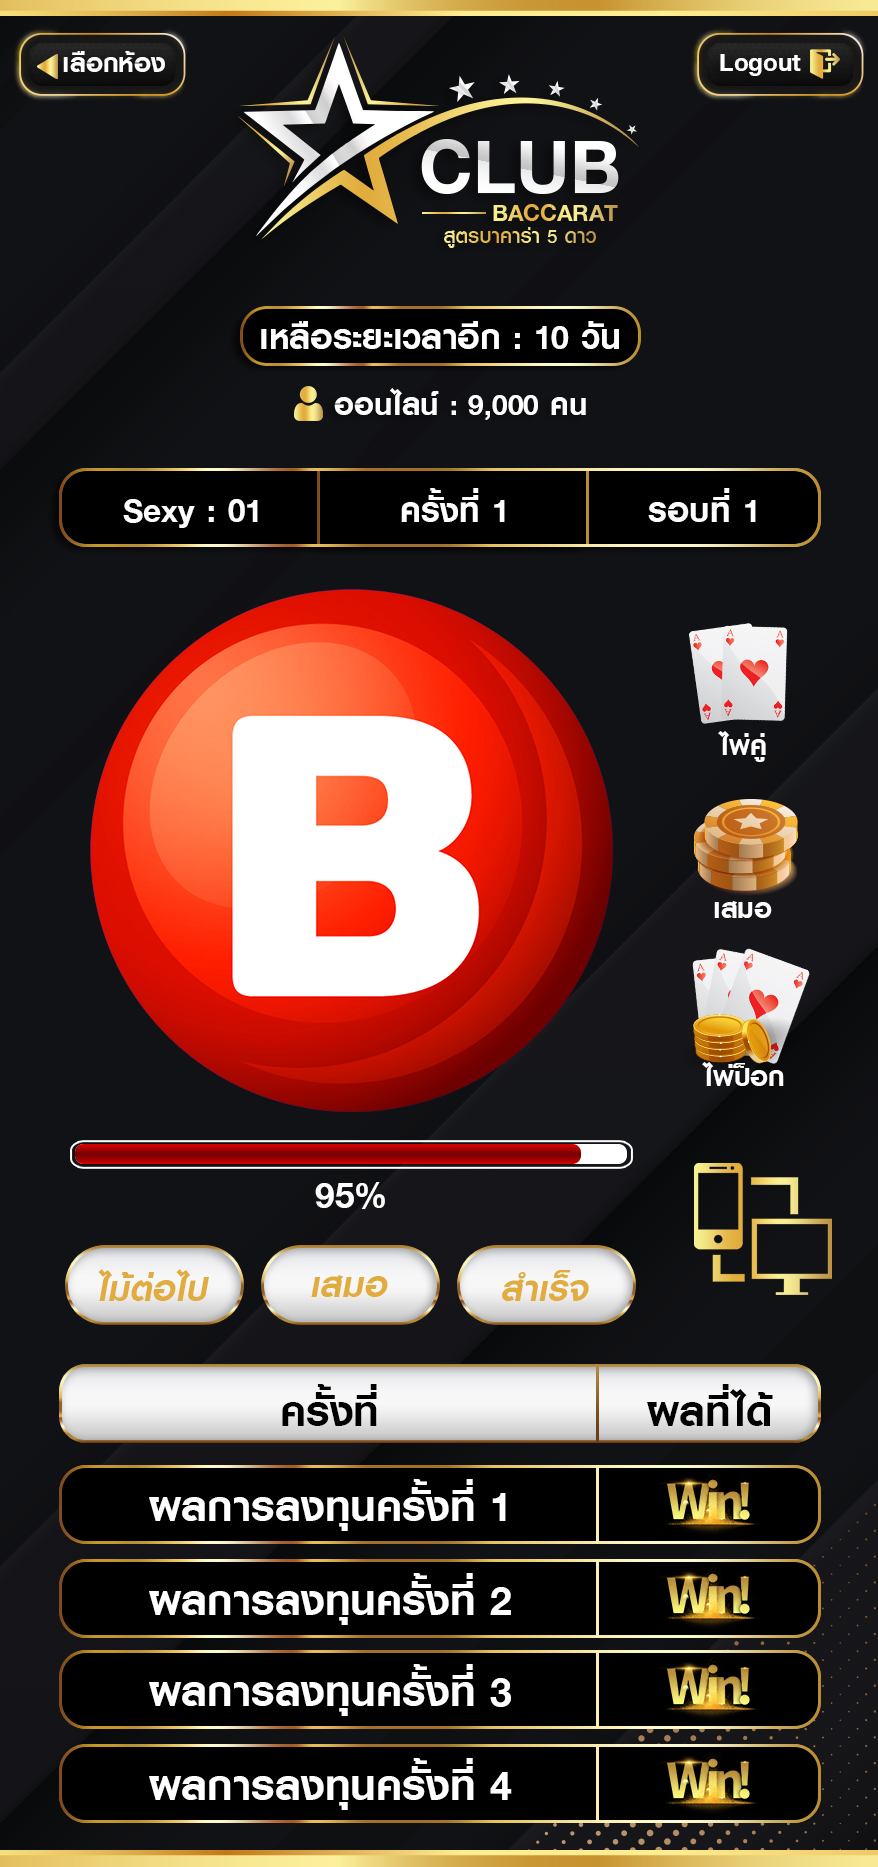 เลือกห้อง
Logout
CLUB
BACCARAT
สูตรบาคาร่า 5 ดาว
เหลือระยะเวลาอีก : 10 วัน
ออนไลน์ : 9,000 คน
Sexy : 01 ครั้งที่ 1 รอบที่ 1
B
ไพ่คู่
เสมอ
ไพ่ป๊อก
95%
ไม้ต่อไป เสมอ สำเร็จ
ครั้งที่ ผลที่ได้
ผลการลงทุนครั้งที่ 1 Win!
ผลการลงทุนครั้งที่ 2 Win!
ผลการลงทุนครั้งที่ 3 Win!
ผลการลงทุนครั้งที่ 4 Win!